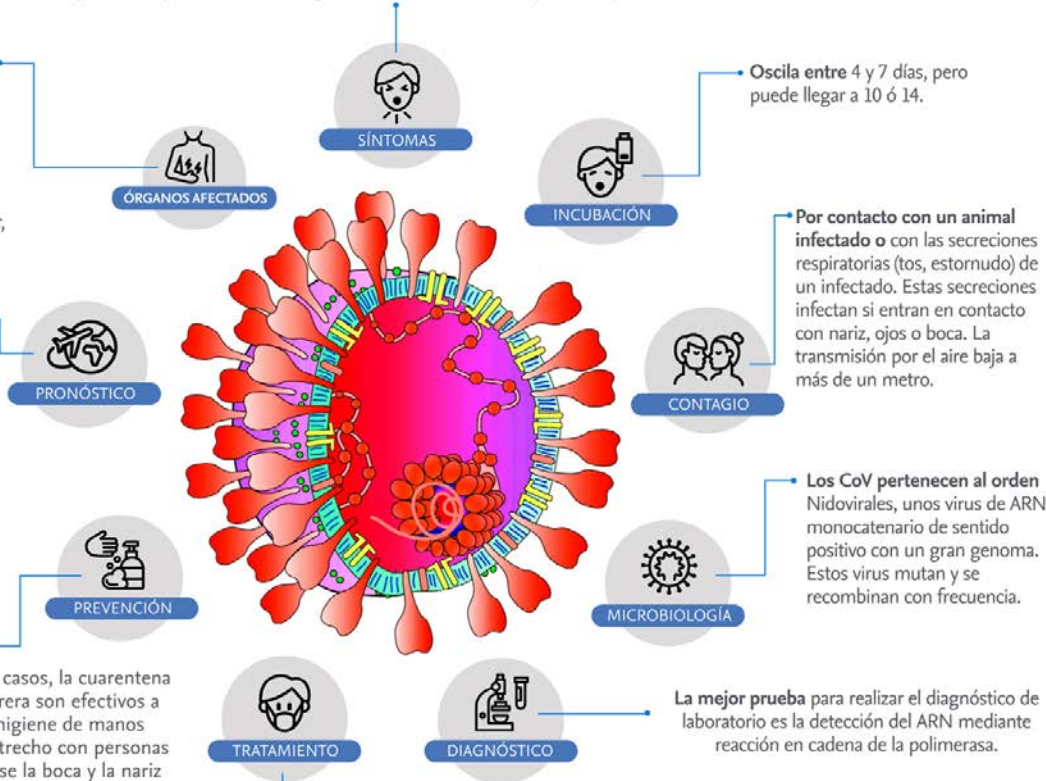 SÍNTOMAS
Oscila entre 4 y 7 días, pero
puede llegar a 10 ó 14.
INCUBACIÓN
ÓRGANOS AFECTADOS
Por contacto con un animal
infectado o con las secreciones
respiratorias (tos, estornudo) de
un infectado. Estas secreciones
infectan si entran en contacto
con nariz, ojos o boca. La
transmisión por el aire baja a
más de un metro.
CONTAGIO
PRONÓSTICO
Los CoV pertenecen al orden
Nidovirales, unos virus de ARN
monocatenario de sentido
positivo con un gran genoma.
Estos virus mutan y se
recombinan con frecuencia.
MICROBIOLOGÍA
PREVENCIÓN
casos, la cuarentena
son efectivos a
higiene de manos
con personas
se la boca y la nariz
TRATAMIENTO
DIAGNÓSTICO
La mejor prueba para realizar el diagnóstico de
laboratorio es la detección del ARN mediante
reacción en cadena de la polimerasa.